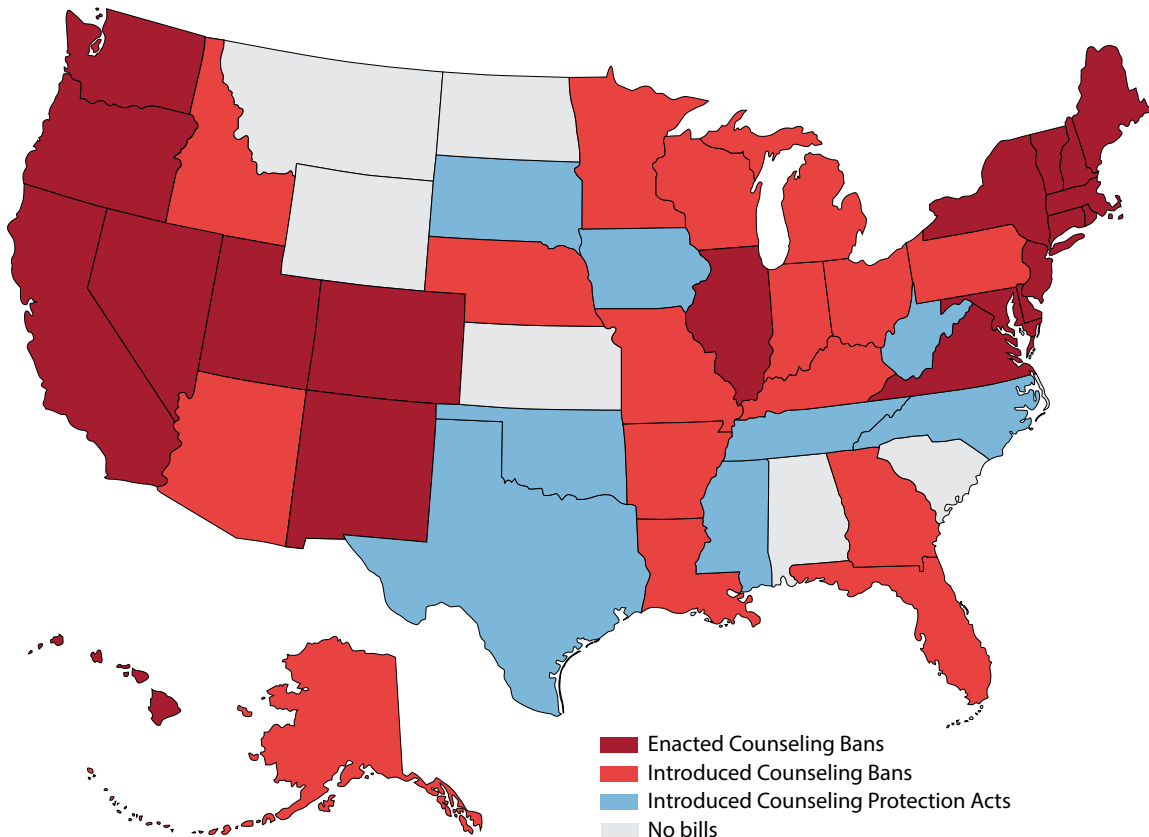 Enacted Counseling Bans
Introduced Counseling Bans
Introduced Counseling Protection Acts
No bills